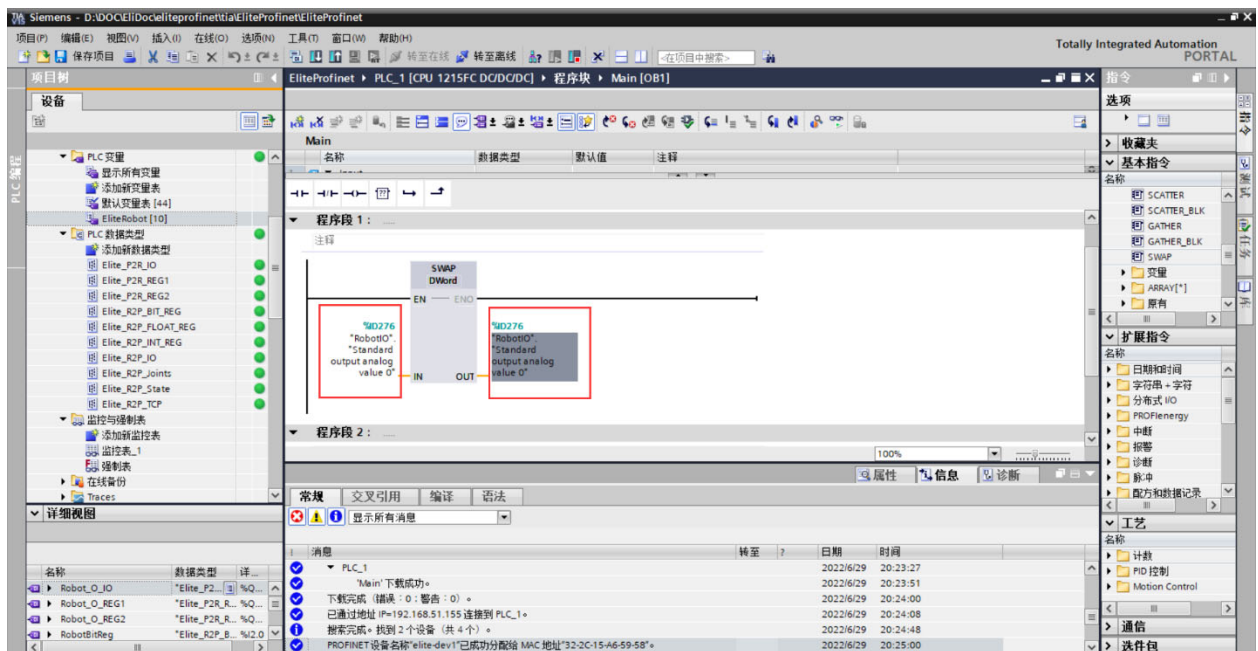 Siemens - D:\DOC\EliDoc\eliteprofinet\tia\EliteProfinet\EliteProfinet
项目(P) 编辑(E) 视图(V) 插入(I) 在线(O) 选项(N) 工具(T) 窗口(W) 帮助(H)
Totally Integrated Automation
PORTAL
保存项目 转至在线 转至离线 <在项目中搜索>
项目树
EliteProfinet ▸ PLC_1 [CPU 1215FC DC/DC/DC] ▸ 程序块 ▸ Main [OB1]
指令
设备
选项
PLC 编程
PLC 变量
显示所有变量
添加新变量表
默认变量表 [44]
EliteRobot [10]
PLC 数据类型
添加新数据类型
Elite_P2R_IO
Elite_P2R_REG1
Elite_P2R_REG2
Elite_R2P_BIT_REG
Elite_R2P_FLOAT_REG
Elite_R2P_INT_REG
Elite_R2P_IO
Elite_R2P_Joints
Elite_R2P_State
Elite_R2P_TCP
监控与强制表
添加新监控表
监控表_1
强制表
在线备份
Traces
详细视图
名称 数据类型 详...
Robot_O_IO "Elite_P2... %Q...
Robot_O_REG1 "Elite_P2R_R... %Q...
Robot_O_REG2 "Elite_P2R_R... %Q...
RobotBitReg "Elite_R2P_B... %I2.0
Main
名称 数据类型 默认值 注释
程序段 1： ....
注释
SWAP
DWord
EN ENO
%ID276
"RobotIO".
"Standard
output analog
value 0"
IN
%ID276
"RobotIO".
"Standard
output analog
value 0"
OUT
程序段 2： ....
100%
属性 信息 诊断
常规 交叉引用 编译 语法
显示所有消息
! 消息 转至 ? 日期 时间
PLC_1 2022/6/29 20:23:27
'Main' 下载成功。 2022/6/29 20:23:51
下载完成（错误：0；警告：0）。 2022/6/29 20:24:00
已通过地址 IP=192.168.51.155 连接到 PLC_1。 2022/6/29 20:24:08
搜索完成。找到 2 个设备（共 4 个）。 2022/6/29 20:24:48
PROFINET 设备名称"elite-dev1"已成功分配给 MAC 地址"32-2C-15-A6-59-58"。 2022/6/29 20:25:00
收藏夹
基本指令
名称
SCATTER
SCATTER_BLK
GATHER
GATHER_BLK
SWAP
变量
ARRAY[*]
原有
扩展指令
名称
日期和时间
字符串 + 字符
分布式 I/O
PROFIenergy
中断
报警
诊断
脉冲
配方和数据记录
工艺
名称
计数
PID 控制
Motion Control
通信
选件包